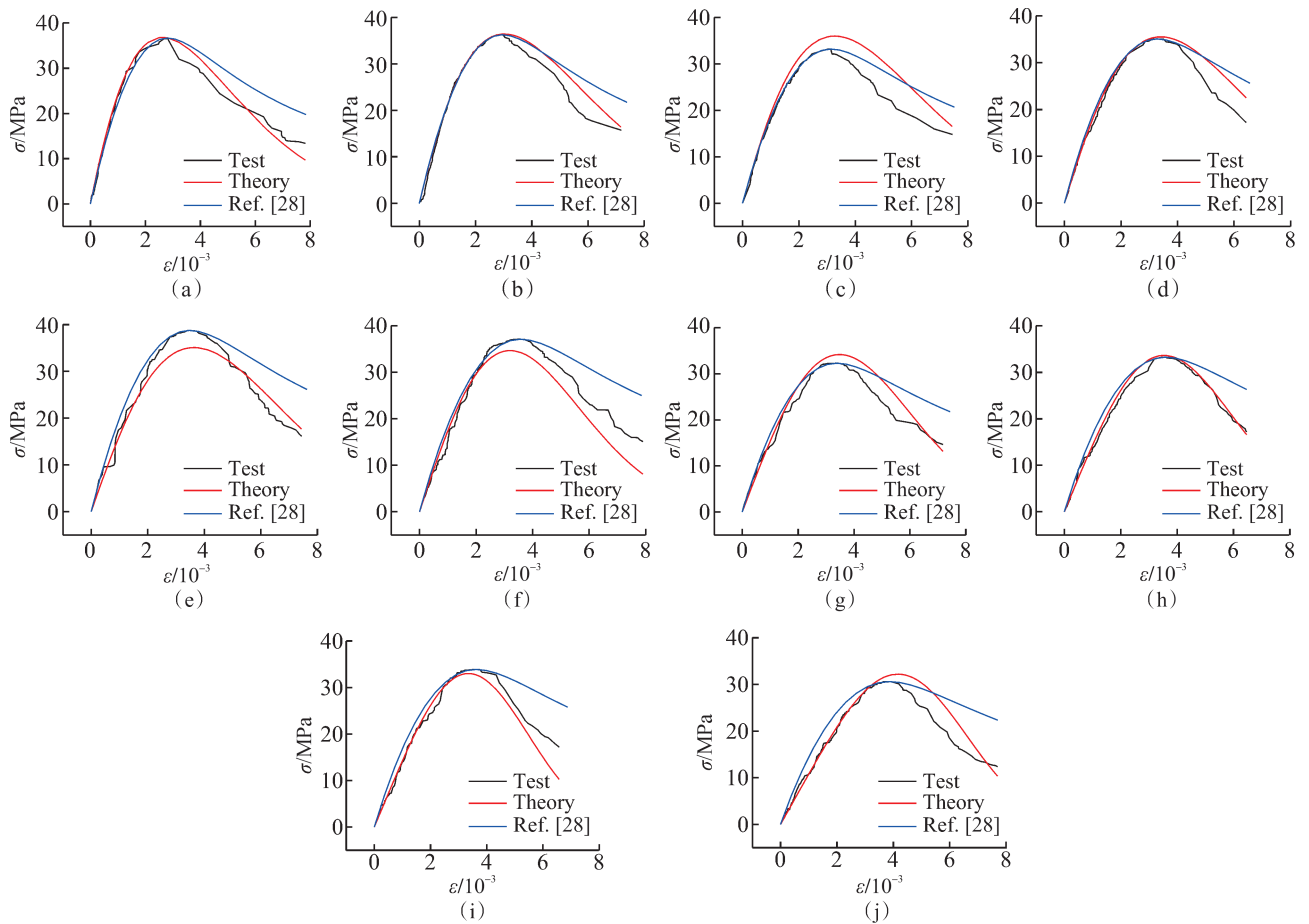 40
30
20
10
0
σ/MPa
Test
Theory
Ref. [28]
0 2 4 6 8
ε/10⁻³
(a)
40
30
20
10
0
σ/MPa
Test
Theory
Ref. [28]
0 2 4 6 8
ε/10⁻³
(b)
40
30
20
10
0
σ/MPa
Test
Theory
Ref. [28]
0 2 4 6 8
ε/10⁻³
(c)
40
30
20
10
0
σ/MPa
Test
Theory
Ref. [28]
0 2 4 6 8
ε/10⁻³
(d)
40
30
20
10
0
σ/MPa
Test
Theory
Ref. [28]
0 2 4 6 8
ε/10⁻³
(e)
40
30
20
10
0
σ/MPa
Test
Theory
Ref. [28]
0 2 4 6 8
ε/10⁻³
(f)
40
30
20
10
0
σ/MPa
Test
Theory
Ref. [28]
0 2 4 6 8
ε/10⁻³
(g)
40
30
20
10
0
σ/MPa
Test
Theory
Ref. [28]
0 2 4 6 8
ε/10⁻³
(h)
40
30
20
10
0
σ/MPa
Test
Theory
Ref. [28]
0 2 4 6 8
ε/10⁻³
(i)
40
30
20
10
0
σ/MPa
Test
Theory
Ref. [28]
0 2 4 6 8
ε/10⁻³
(j)